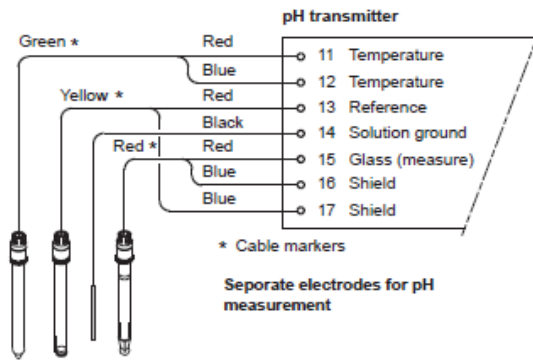 pH transmitter
Green * Red 11 Temperature
Blue 12 Temperature
Yellow * Red 13 Reference
Black 14 Solution ground
Red * Red 15 Glass (measure)
Blue 16 Shield
Blue 17 Shield
* Cable markers
Seporate electrodes for pH
measurement